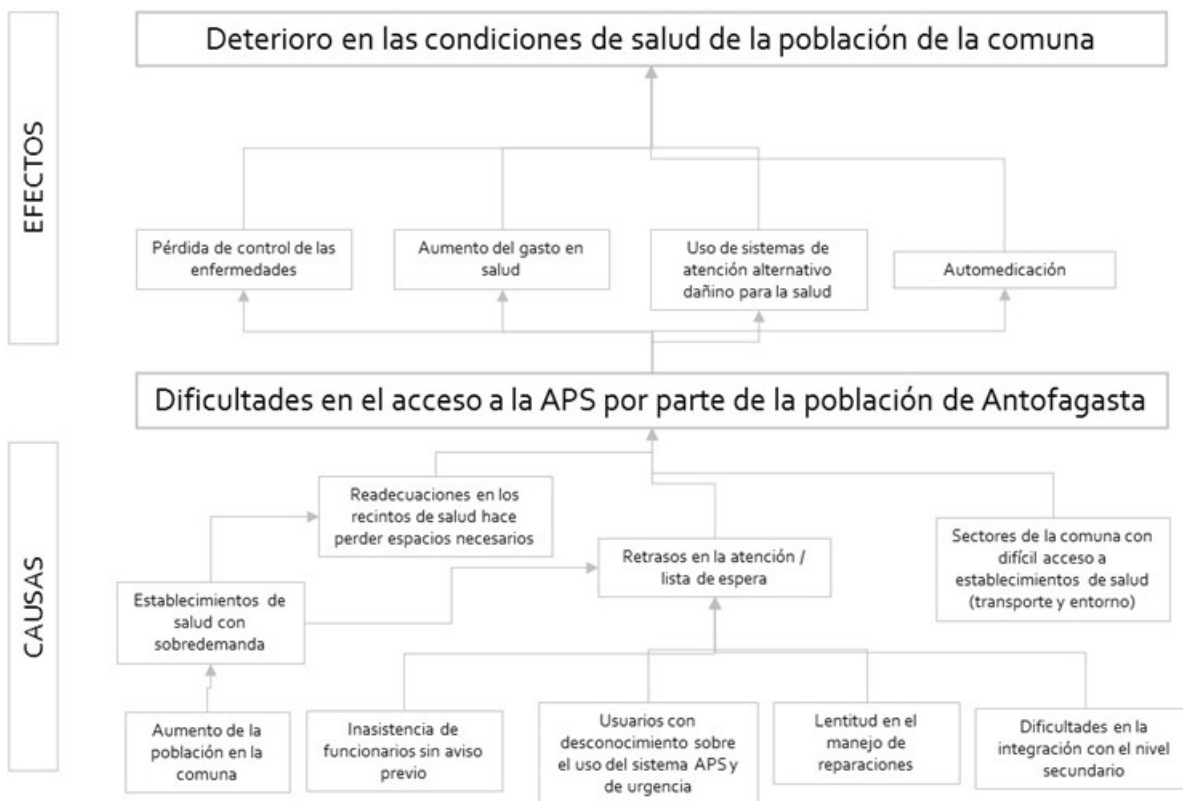 EFECTOS
Deterioro en las condiciones de salud de la población de la comuna
Pérdida de control de las
enfermedades
Aumento del gasto en
salud
Uso de sistemas de
atención alternativo
dañino para la salud
Automedicación
Dificultades en el acceso a la APS por parte de la población de Antofagasta
CAUSAS
Readecuaciones en los
recintos de salud hace
perder espacios necesarios
Retrasos en la atención /
lista de espera
Sectores de la comuna con
difícil acceso a
establecimientos de salud
(transporte y entorno)
Establecimientos de
salud con
sobredemanda
Aumento de la
población en la
comuna
Inasistencia de
funcionarios sin aviso
previo
Usuarios con
desconocimiento sobre
el uso del sistema APS y
de urgencia
Lentitud en el
manejo de
reparaciones
Dificultades en la
integración con el nivel
secundario